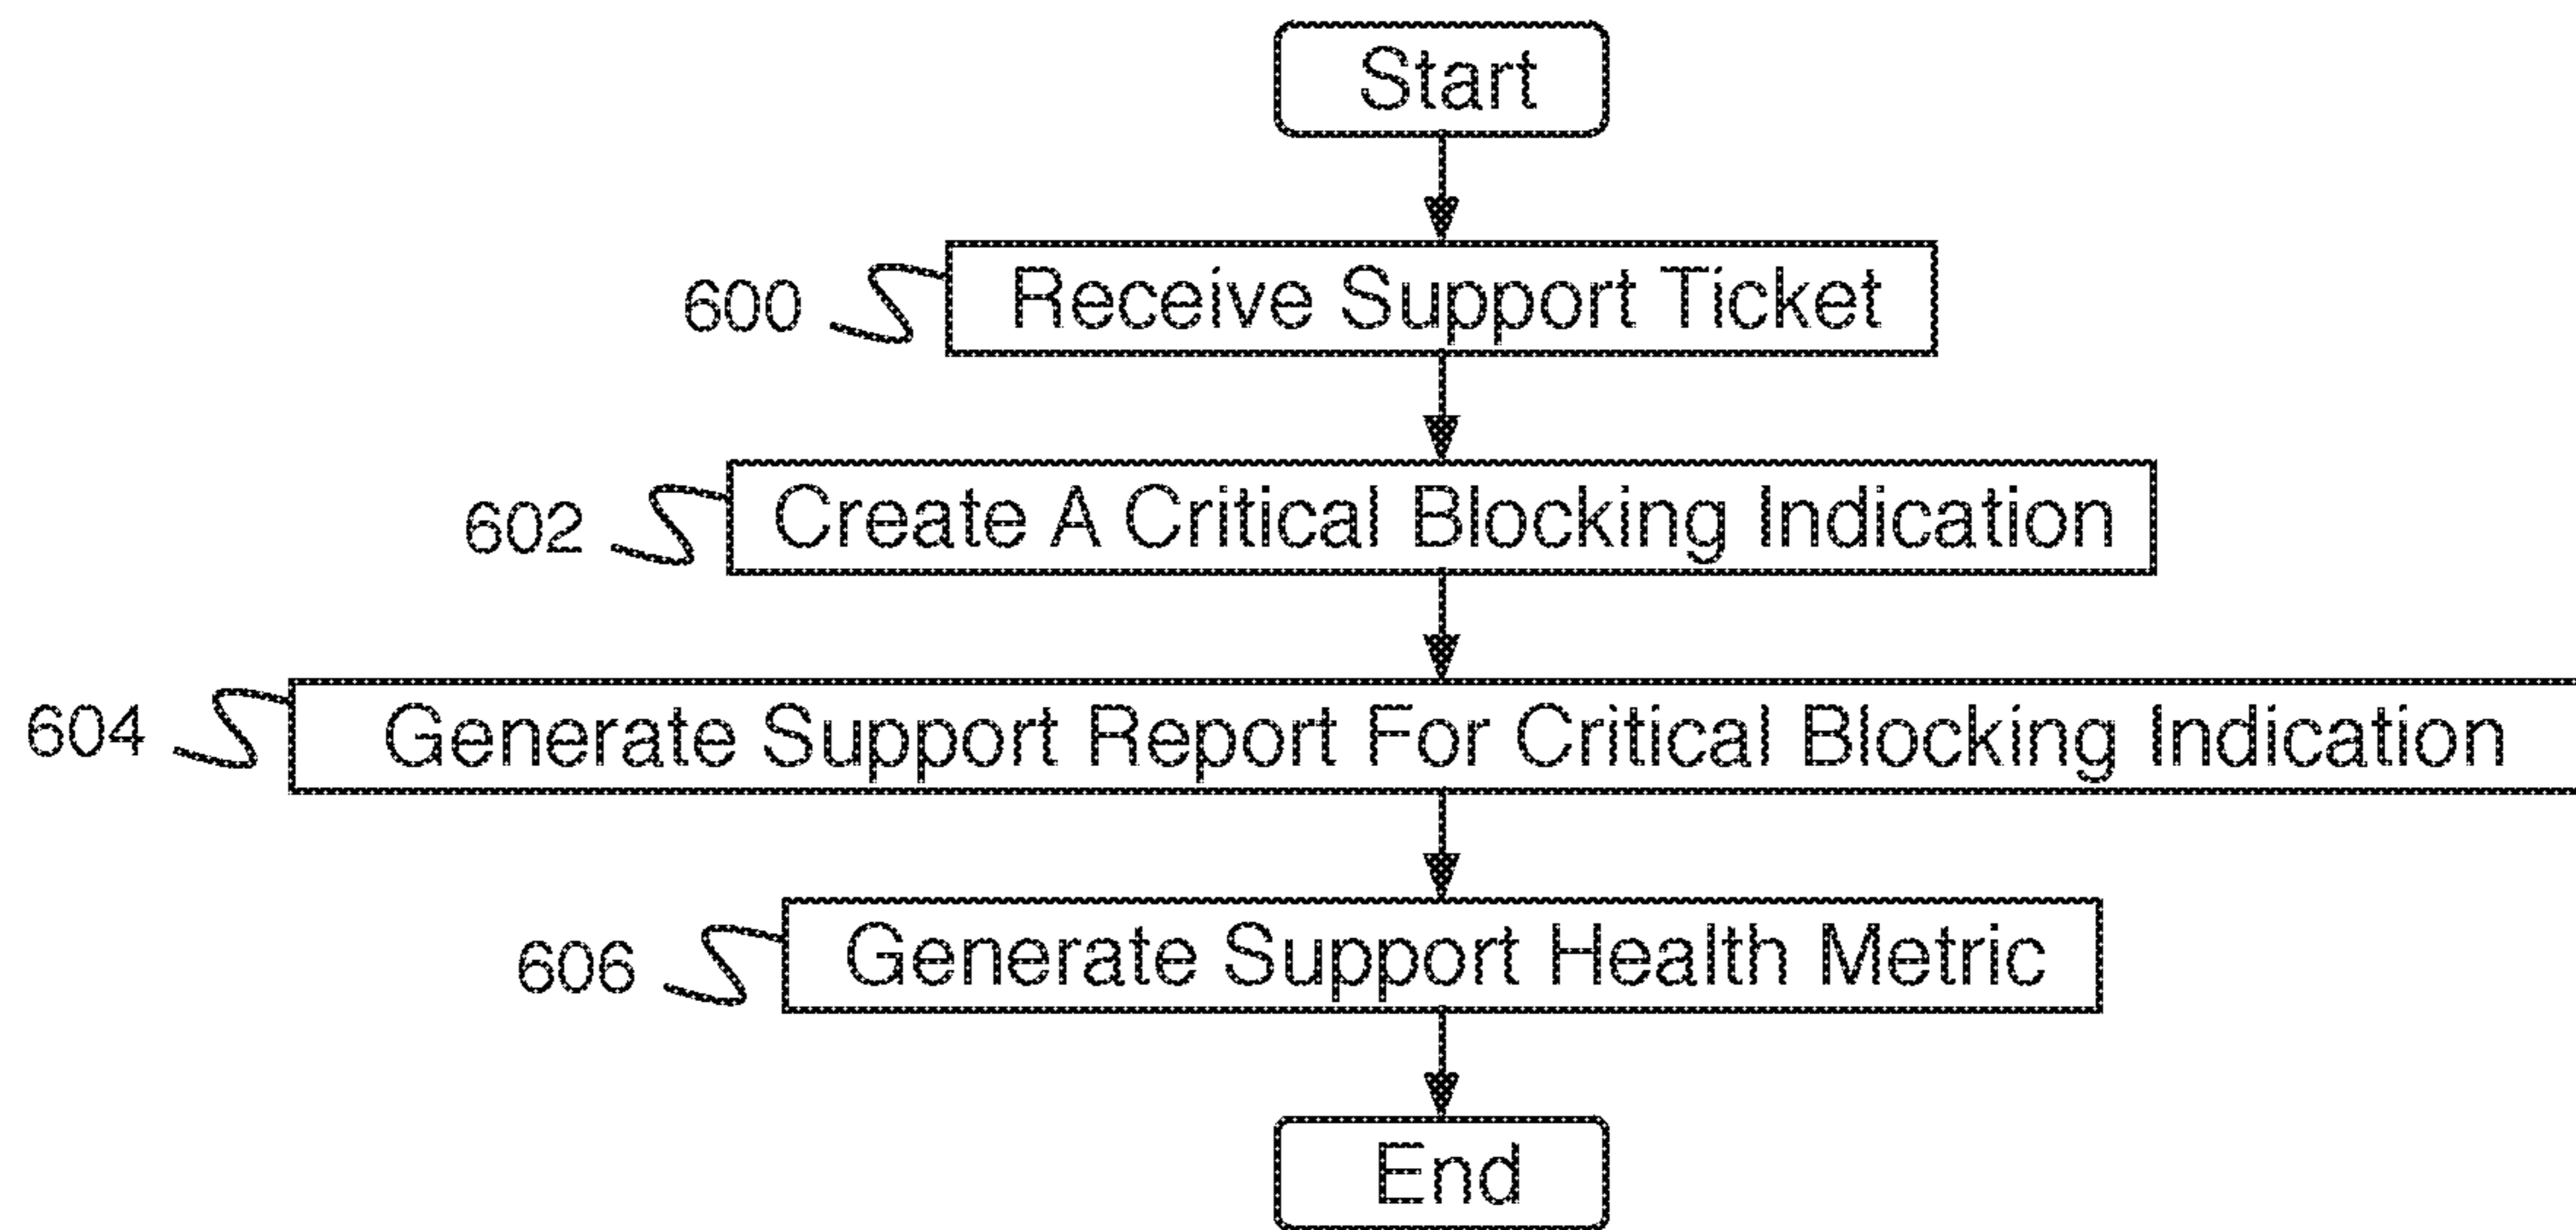 Start
600 Receive Support Ticket
602 Create A Critical Blocking Indication
604 Generate Support Report For Critical Blocking Indication
606 Generate Support Health Metric
End